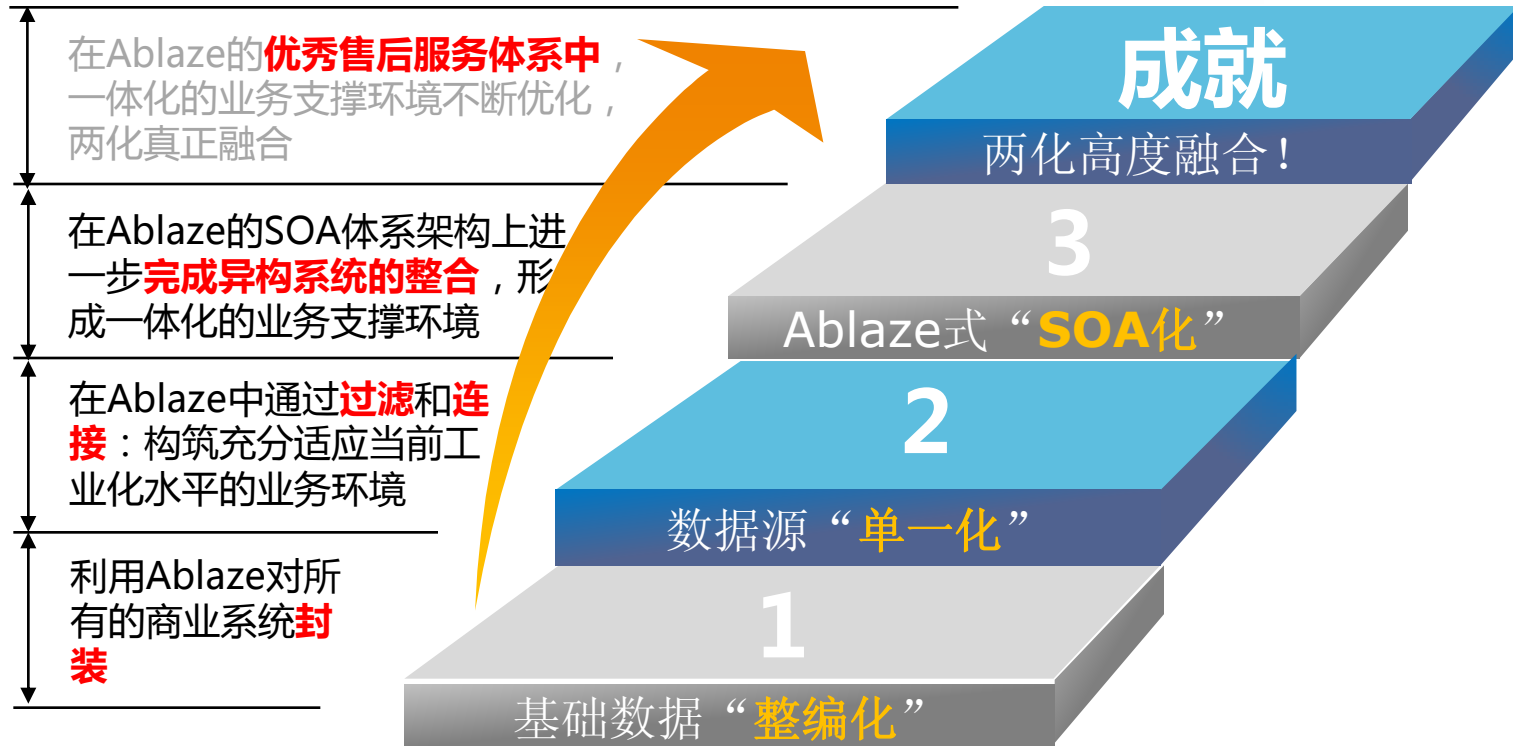 在Ablaze的优秀售后服务体系中，
一体化的业务支撑环境不断优化，
两化真正融合
在Ablaze的SOA体系架构上进
一步完成异构系统的整合，形
成一体化的业务支撑环境
在Ablaze中通过过滤和连
接：构筑充分适应当前工
业化水平的业务环境
利用Ablaze对所
有的商业系统封
装
成就
两化高度融合！
3
Ablaze式“SOA化”
2
数据源“单一化”
1
基础数据“整编化”